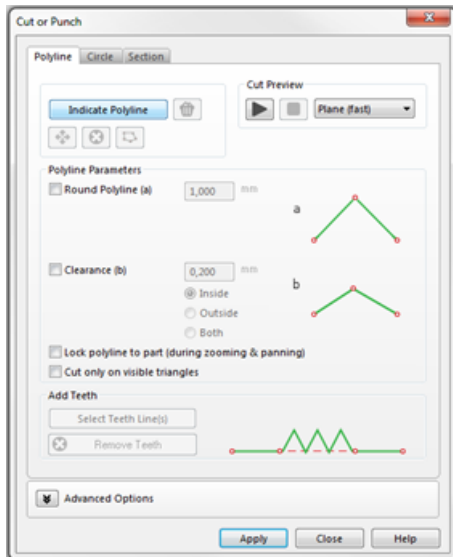 Cut or Punch
Polyline Circle Section
Cut Preview
Indicate Polyline
Plane (fast)
Polyline Parameters
Round Polyline (a) 1,000 mm
a
Clearance (b) 0,200 mm
b
Inside
Outside
Both
Lock polyline to part (during zooming & panning)
Cut only on visible triangles
Add Teeth
Select Teeth Line(s)
Remove Teeth
Advanced Options
Apply Close Help